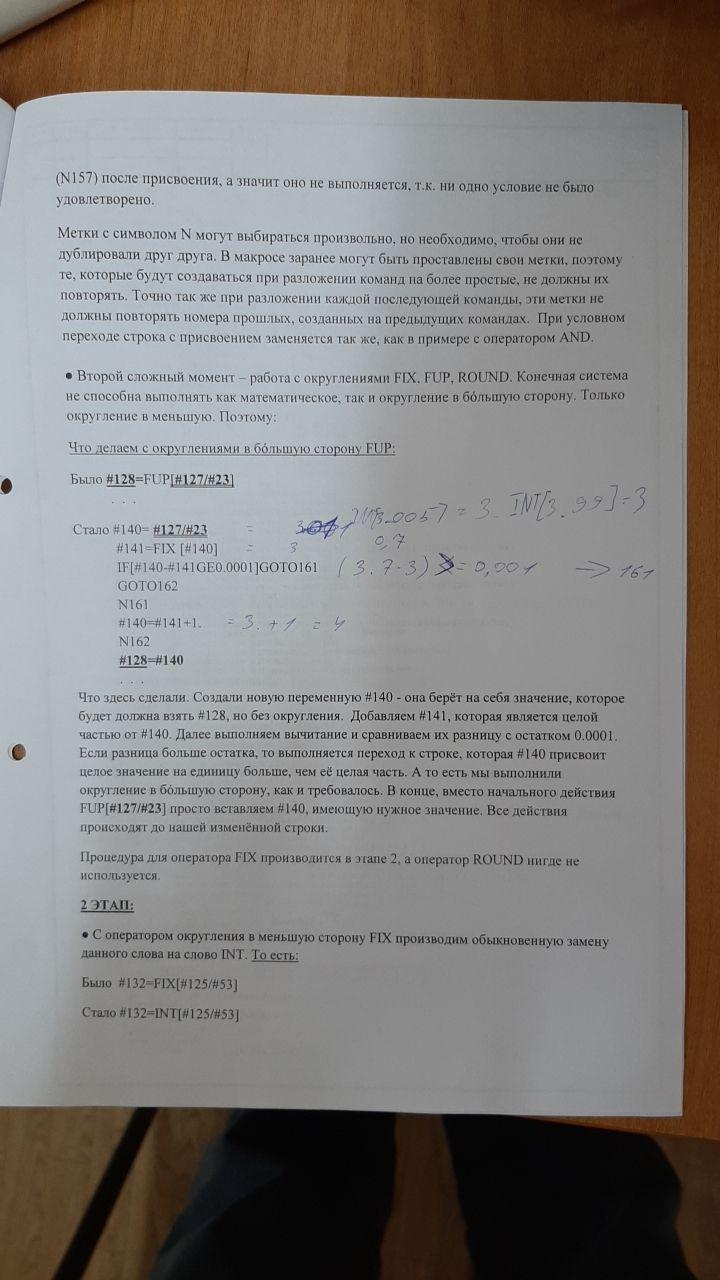 (N157) после присвоения, а значит оно не выполняется, т.к. ни одно условие не было
удовлетворено.
Метки с символом N могут выбираться произвольно, но необходимо, чтобы они не
дублировали друг друга. В макросе заранее могут быть проставлены свои метки, поэтому
те, которые будут создаваться при разложении команд на более простые, не должны их
повторять. Точно так же при разложении каждой последующей команды, эти метки не
должны повторять номера прошлых, созданных на предыдущих командах. При условном
переходе строка с присвоением заменяется так же, как в примере с оператором AND.
● Второй сложный момент – работа с округлениями FIX, FUP, ROUND. Конечная система
не способна выполнять как математическое, так и округление в бо́льшую сторону. Только
округление в меньшую. Поэтому:
Что делаем с округлениями в бо́льшую сторону FUP:
Было #128=FUP[#127/#23]
. . .
INT[3.0057] = 3. INT[3.99]=3
Стало #140= #127/#23 =
#141=FIX [#140] = 3 0,7
IF[#140-#141GE0.0001]GOTO161 (3.7-3) = 0,001 → 161
GOTO162
N161
#140=#141+1. = 3. + 1 = 4
N162
#128=#140
. . .
Что здесь сделали. Создали новую переменную #140 - она берёт на себя значение, которое
будет должна взять #128, но без округления. Добавляем #141, которая является целой
частью от #140. Далее выполняем вычитание и сравниваем их разницу с остатком 0.0001.
Если разница больше остатка, то выполняется переход к строке, которая #140 присвоит
целое значение на единицу больше, чем её целая часть. А то есть мы выполнили
округление в бо́льшую сторону, как и требовалось. В конце, вместо начального действия
FUP[#127/#23] просто вставляем #140, имеющую нужное значение. Все действия
происходят до нашей изменённой строки.
Процедура для оператора FIX производится в этапе 2, а оператор ROUND нигде не
используется.
2 ЭТАП:
● С оператором округления в меньшую сторону FIX производим обыкновенную замену
данного слова на слово INT. То есть:
Было #132=FIX[#125/#53]
Стало #132=INT[#125/#53]